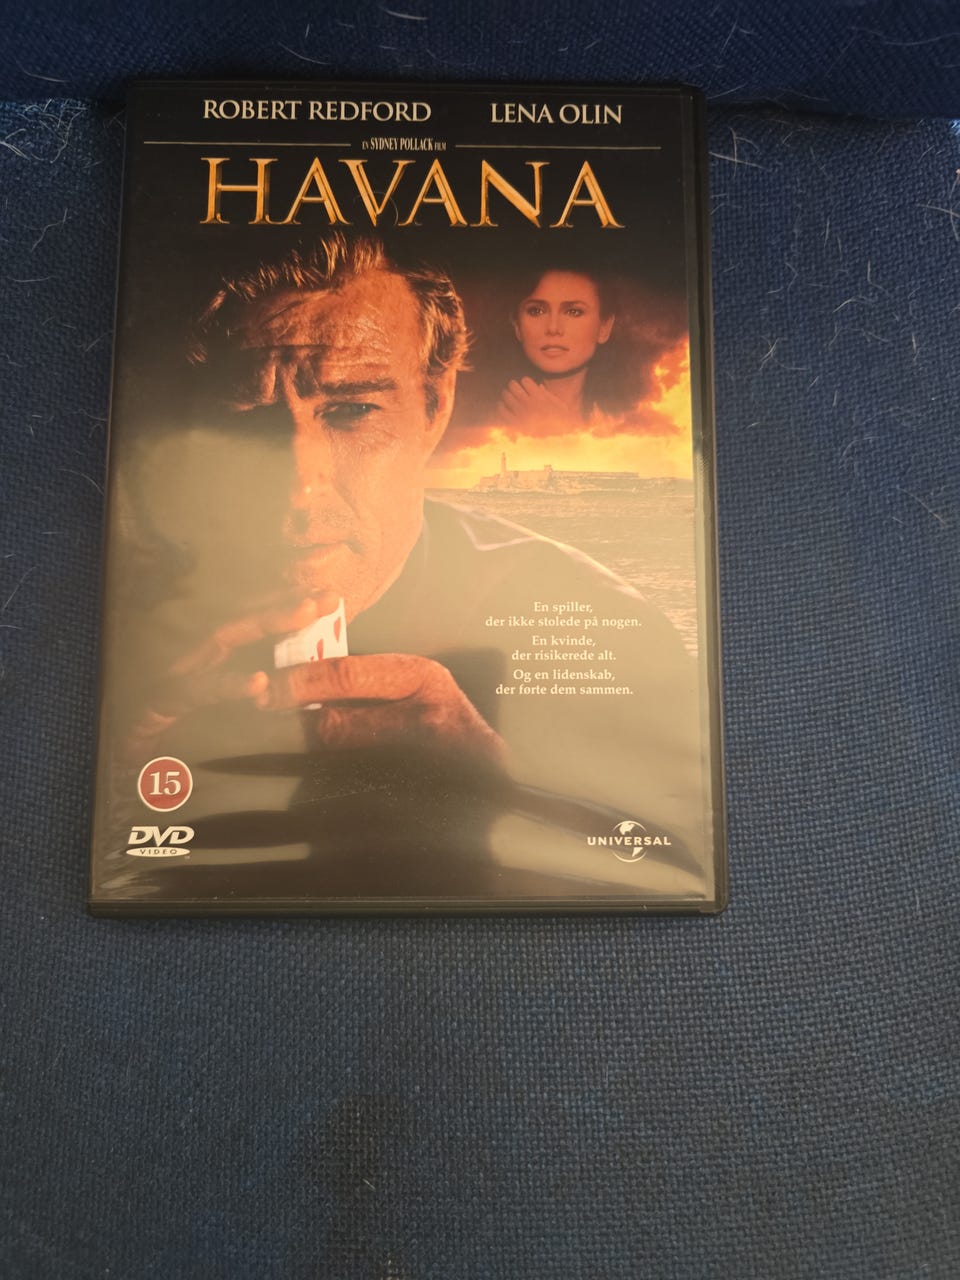 ROBERT REDFORD LENA OLIN
EN SYDNEY POLLACK FILM
HAVANA
En spiller,
der ikke stolede på nogen.
En kvinde,
der risikerede alt.
Og en lidenskab,
der førte dem sammen.
15
DVD
VIDEO
UNIVERSAL